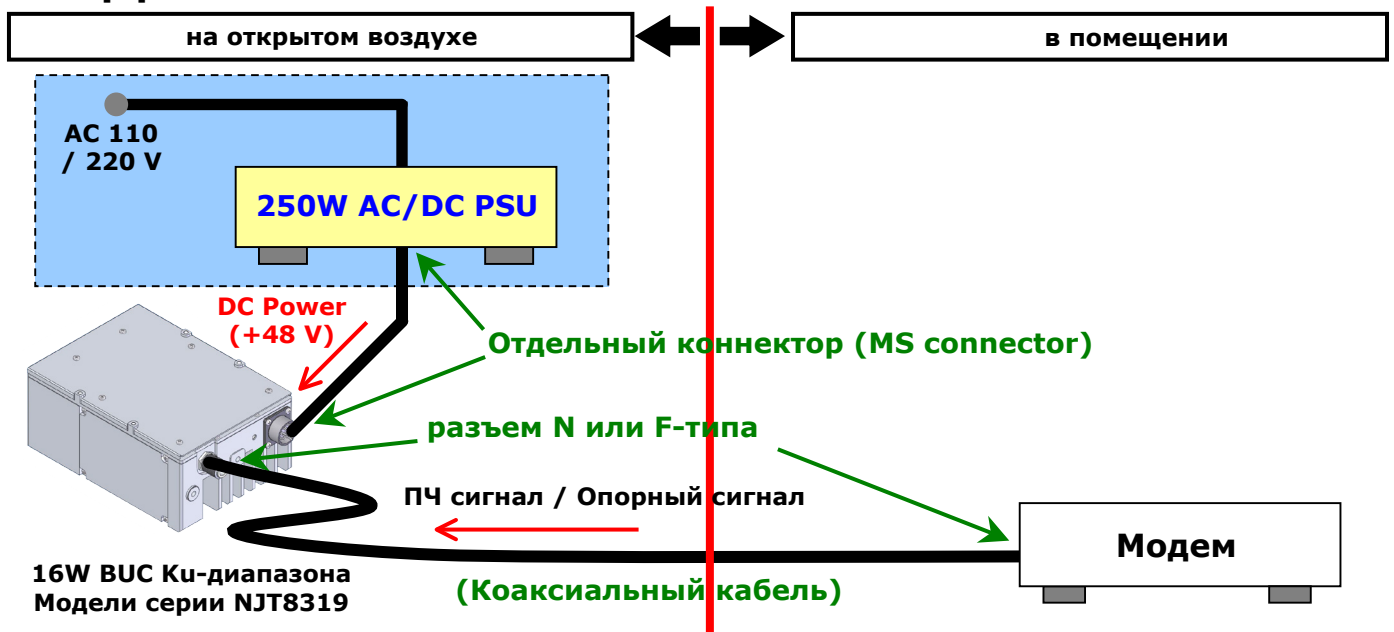 на открытом воздухе
в помещении
AC 110
/ 220 V
250W AC/DC PSU
DC Power
(+48 V)
Отдельный коннектор (MS connector)
разъем N или F-типа
ПЧ сигнал / Опорный сигнал
Модем
16W BUC Ku-диапазона
Модели серии NJT8319
(Коаксиальный кабель)